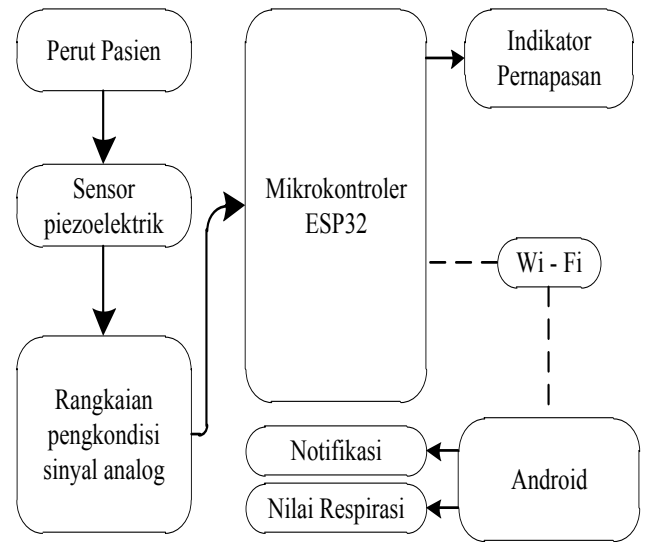 Perut Pasien
Sensor
piezoelektrik
Rangkaian
pengkondisi
sinyal analog
Mikrokontroler
ESP32
Indikator
Pernapasan
Wi - Fi
Android
Notifikasi
Nilai Respirasi